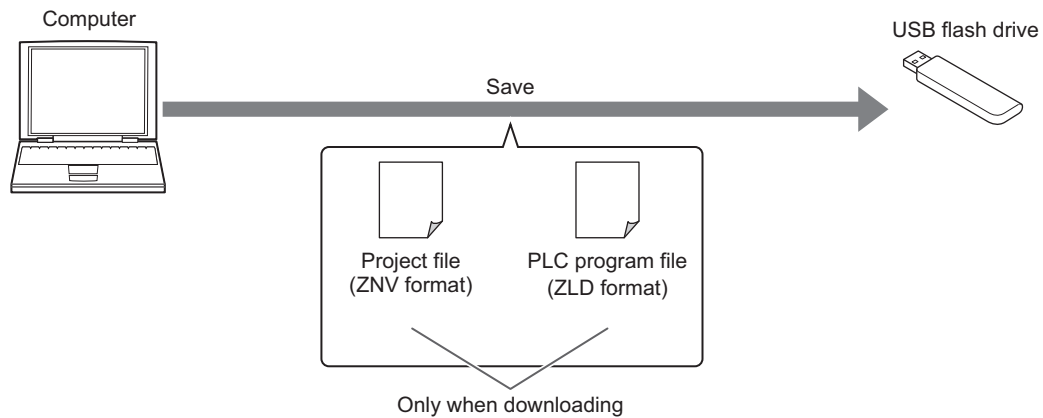 Computer
USB flash drive
Save
Project file
(ZNV format)
PLC program file
(ZLD format)
Only when downloading